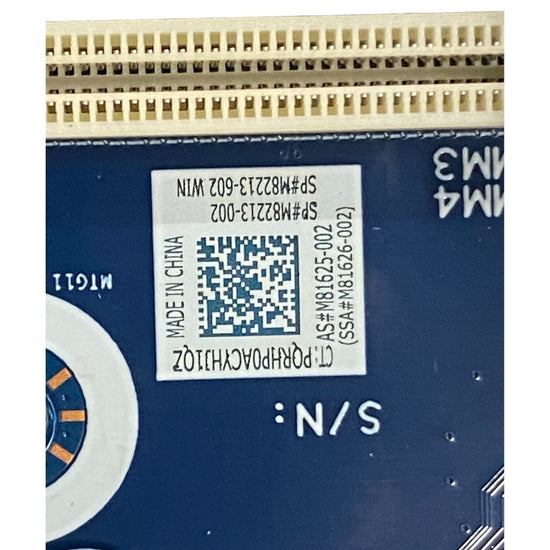 S/N:
CT: PQRHP0ACYHJ1QZ
AS#M81625-002
(SSA#M81626-002)
MADE IN CHINA
SP#M82213-002
SP#M82213-602 WIN
MTG11
MM4
MM3